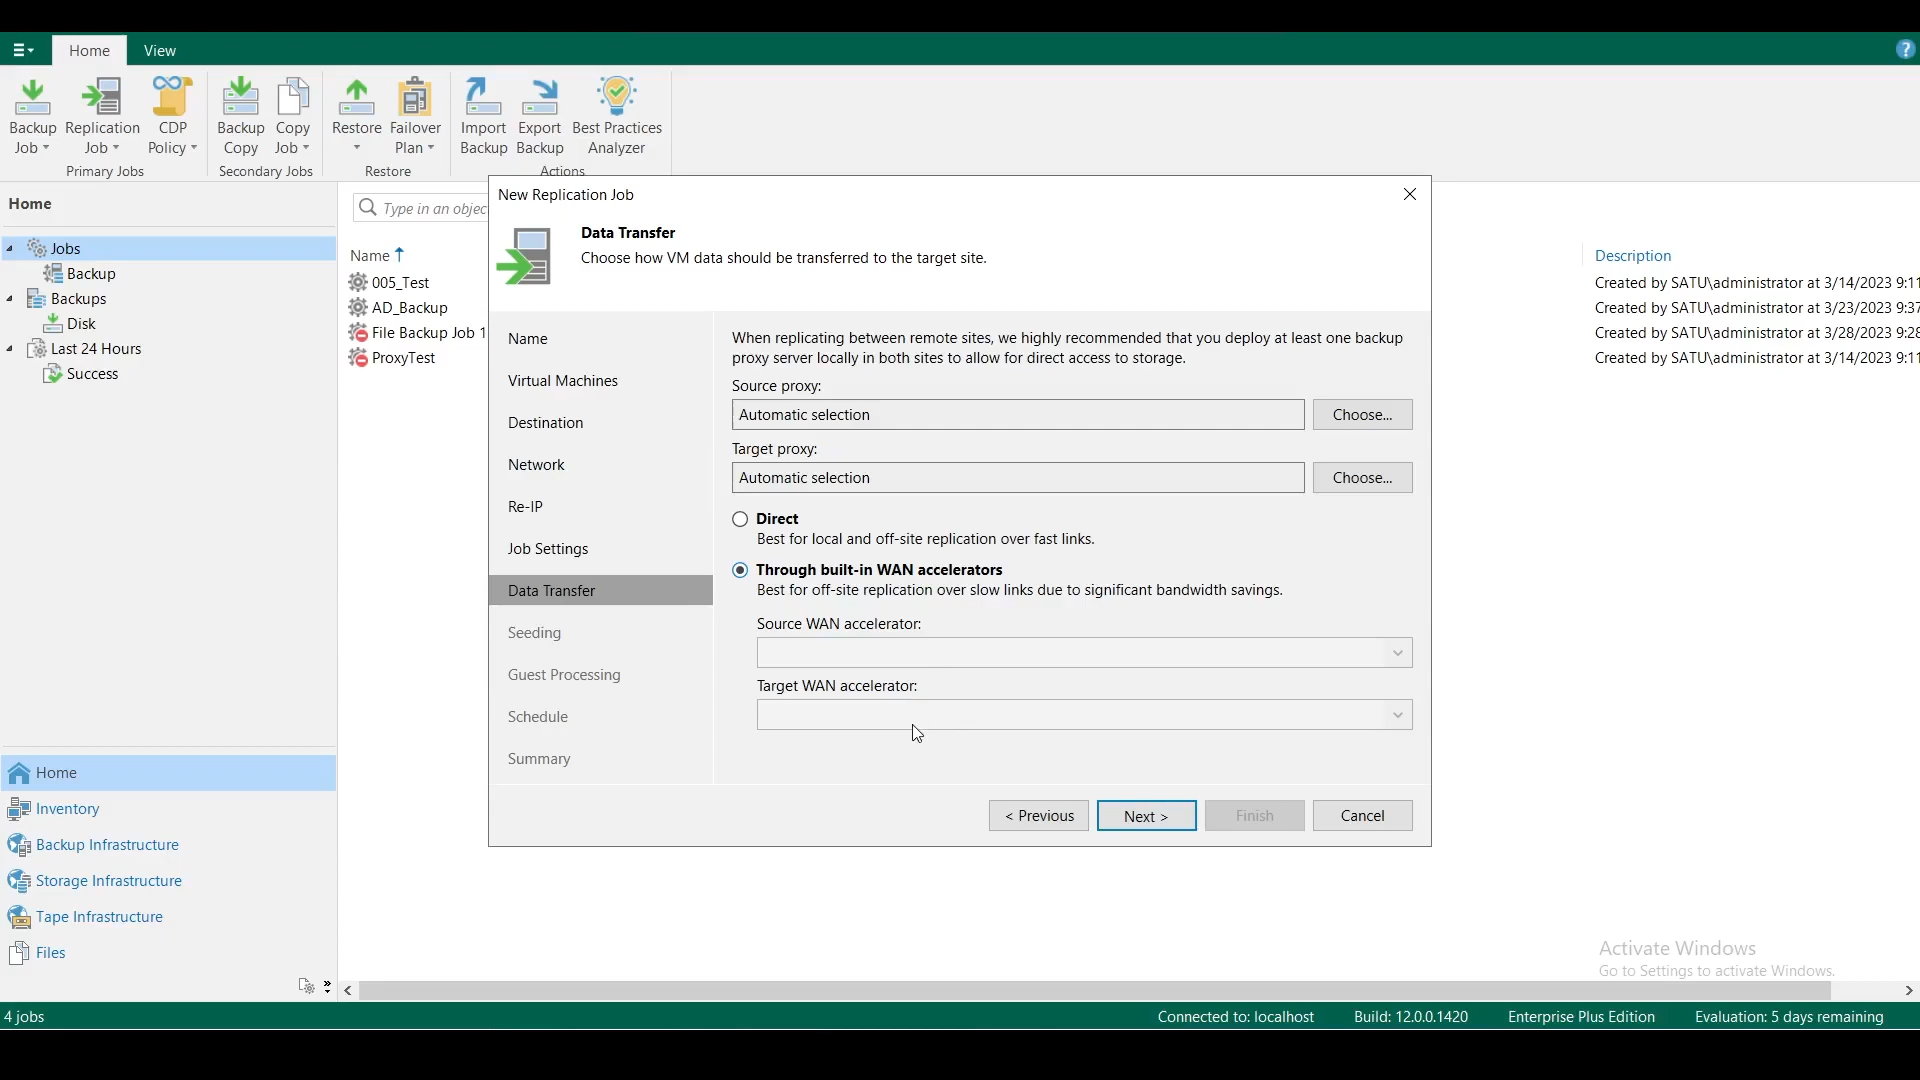 Home View
Backup Job
Replication Job
CDP Policy
Primary Jobs
Backup Copy
Copy Job
Secondary Jobs
Restore
Failover Plan
Restore
Import Backup
Export Backup
Best Practices Analyzer
Actions
Home
Jobs
Backup
Backups
Disk
Last 24 Hours
Success
Home
Inventory
Backup Infrastructure
Storage Infrastructure
Tape Infrastructure
Files
Type in an objec
Name
005_Test
AD_Backup
File Backup Job 1
ProxyTest
Description
Created by SATU\administrator at 3/14/2023 9:11
Created by SATU\administrator at 3/23/2023 9:37
Created by SATU\administrator at 3/28/2023 9:28
Created by SATU\administrator at 3/14/2023 9:11
New Replication Job
Data Transfer
Choose how VM data should be transferred to the target site.
Name
Virtual Machines
Destination
Network
Re-IP
Job Settings
Data Transfer
Seeding
Guest Processing
Schedule
Summary
When replicating between remote sites, we highly recommended that you deploy at least one backup
proxy server locally in both sites to allow for direct access to storage.
Source proxy:
Automatic selection Choose...
Target proxy:
Automatic selection Choose...
Direct
Best for local and off-site replication over fast links.
Through built-in WAN accelerators
Best for off-site replication over slow links due to significant bandwidth savings.
Source WAN accelerator:
Target WAN accelerator:
< Previous Next > Finish Cancel
Activate Windows
Go to Settings to activate Windows.
4 jobs Connected to: localhost Build: 12.0.0.1420 Enterprise Plus Edition Evaluation: 5 days remaining